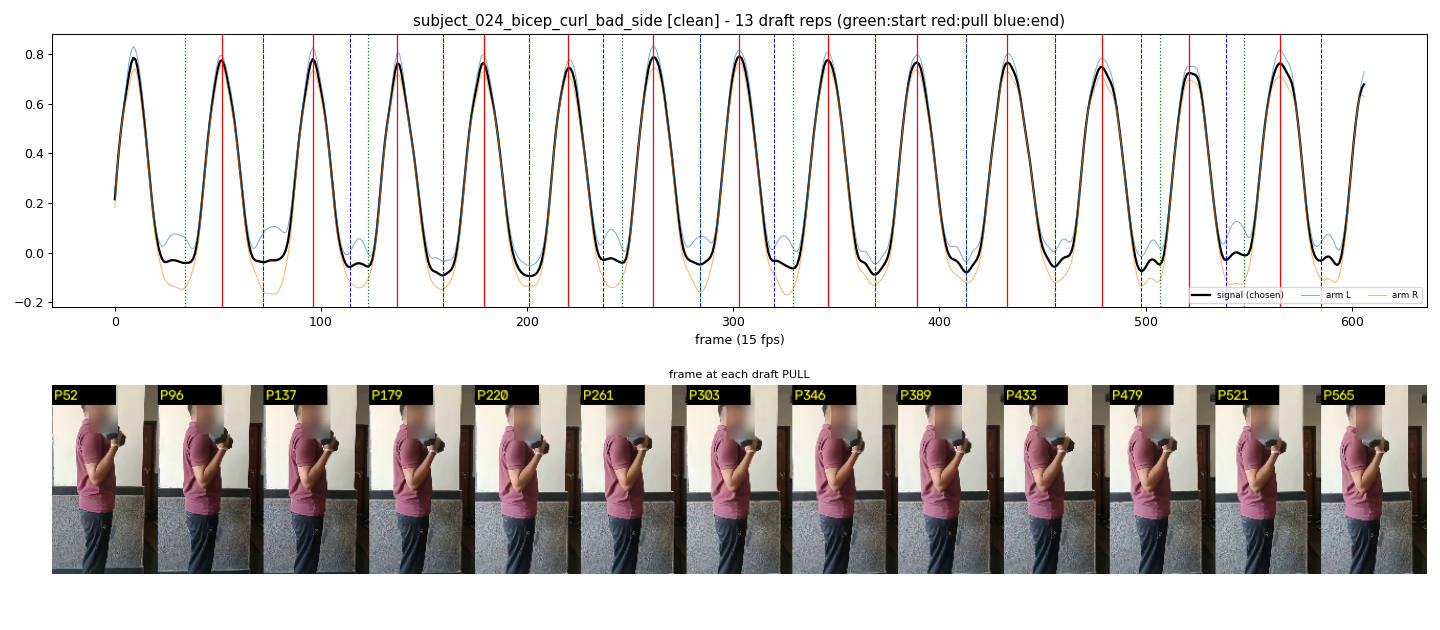 subject_024_bicep_curl_bad_side [clean] - 13 draft reps (green:start red:pull blue:end)
0.8
0.6
0.4
0.2
0.0
−0.2
signal (chosen) arm L arm R
0 100 200 300 400 500 600
frame (15 fps)
frame at each draft PULL
P52 P96 P137 P179 P220 P261 P303 P346 P389 P433 P479 P521 P565